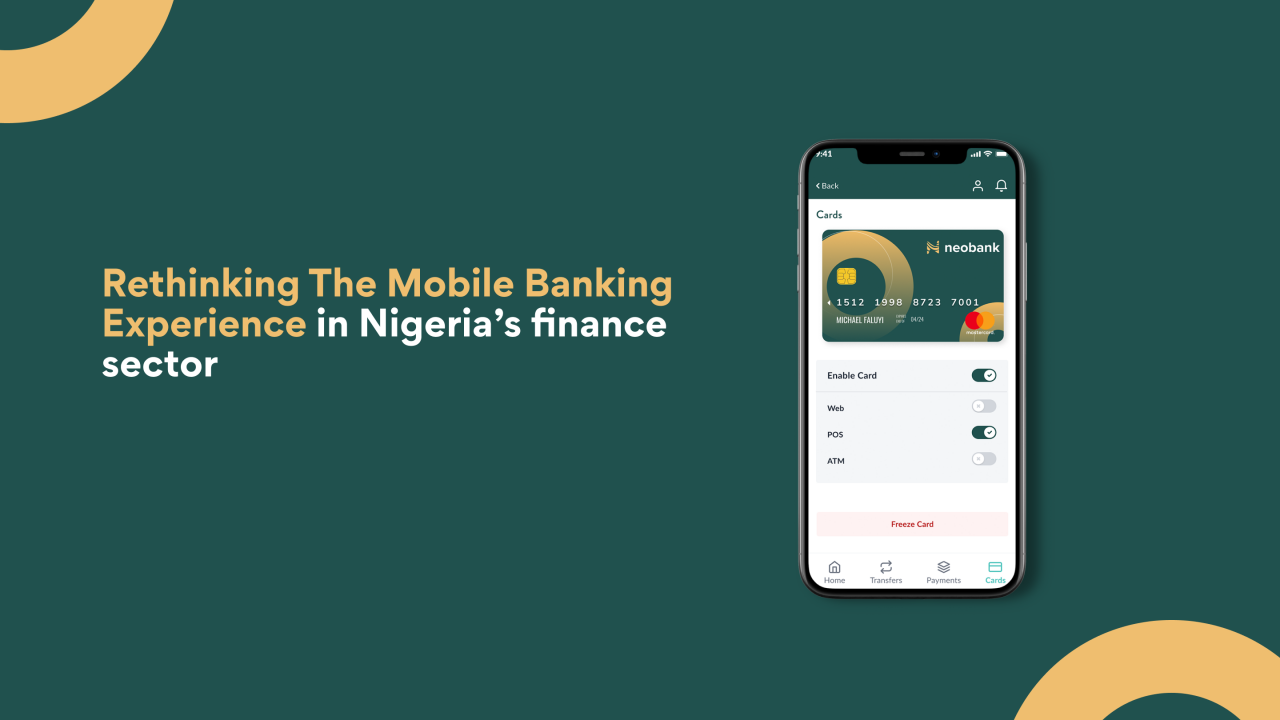 Rethinking The Mobile Banking
Experience in Nigeria’s finance
sector
9:41
Back
Cards
neobank
1512 1998 8723 7001
MICHAEL FALUYI
04/24
mastercard
Enable Card
Web
POS
ATM
Freeze Card
Home Transfers Payments Cards